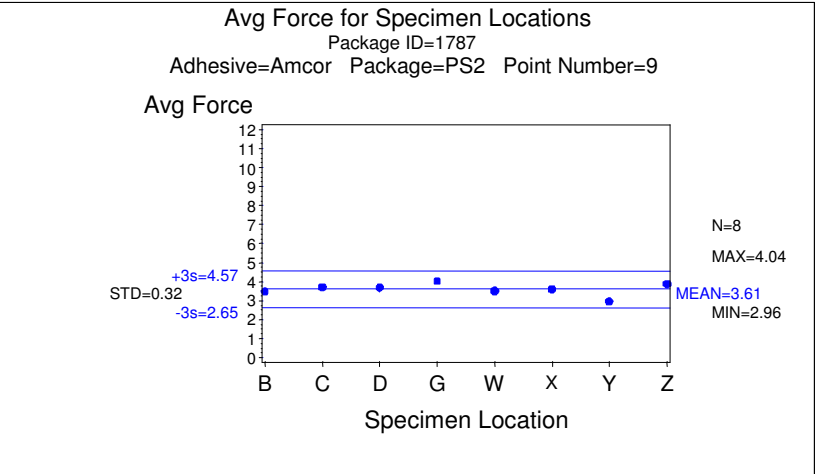 Avg Force for Specimen Locations
Package ID=1787
Adhesive=Amcor Package=PS2 Point Number=9
Avg Force
12
11
10
9
8
7
6
5
4
3
2
1
0
+3s=4.57
STD=0.32
-3s=2.65
N=8
MAX=4.04
MEAN=3.61
MIN=2.96
B C D G W X Y Z
Specimen Location